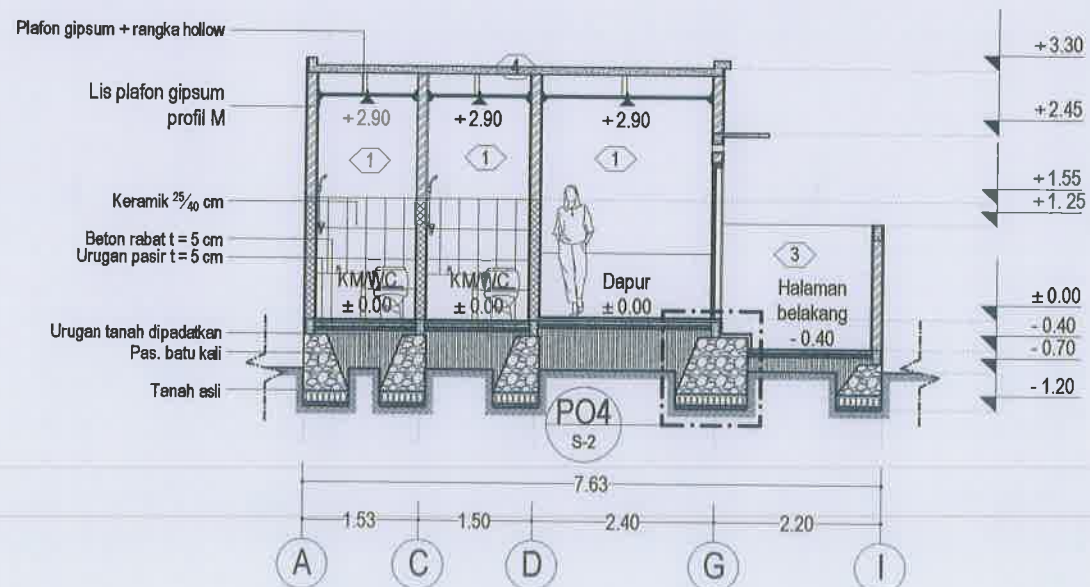 Plafon gipsum + rangka hollow
Lis plafon gipsum
profil M
Keramik 25/40 cm
Beton rabat t = 5 cm
Urugan pasir t = 5 cm
Urugan tanah dipadatkan
Pas. batu kali
Tanah asli
4
+2.90
+2.90
+2.90
1
1
1
KM/WC
± 0.00
KM/WC
± 0.00
Dapur
± 0.00
3
Halaman
belakang
- 0.40
+3.30
+2.45
+1.55
+1.25
± 0.00
- 0.40
- 0.70
- 1.20
PO4
S-2
7.63
1.53
1.50
2.40
2.20
A
C
D
G
I